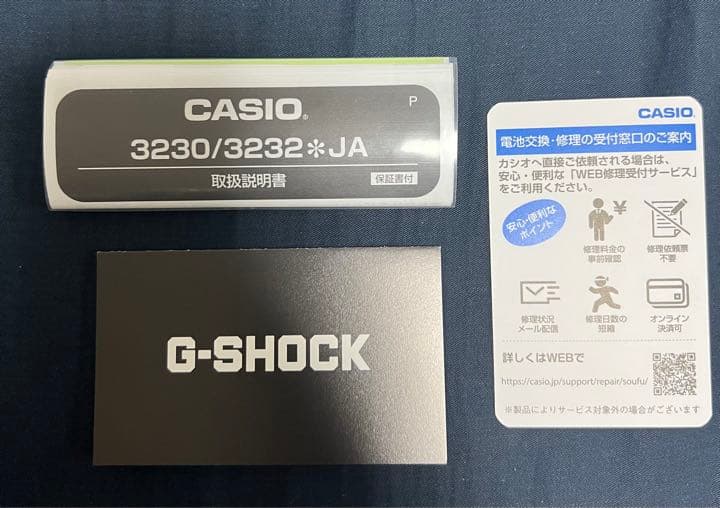 CASIO®
P
3230/3232＊JA
取扱説明書
保証書付
G-SHOCK
CASIO®
電池交換・修理の受付窓口のご案内
カシオへ直接ご依頼される場合は、
安心・便利な「WEB修理受付サービス」
をご利用ください。
安心・便利な
ポイント
¥
修理料金の
事前確認
修理依頼票
不要
修理状況
メール配信
修理日数の
短縮
オンライン
決済可
詳しくはWEBで
https://casio.jp/support/repair/soufu/
※製品によりサービス対象外の場合がございます